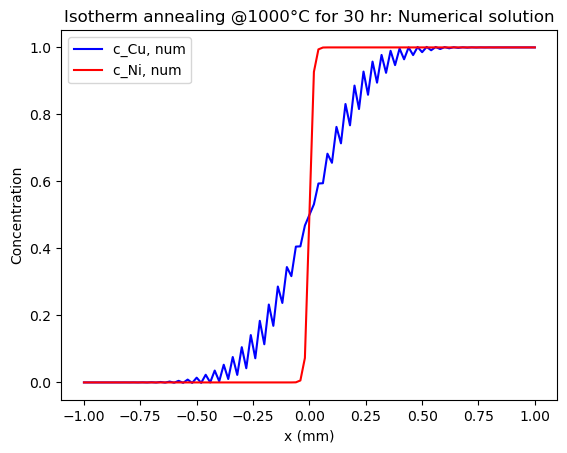 Isotherm annealing @1000°C for 30 hr: Numerical solution
c_Cu, num
c_Ni, num
Concentration
1.0
0.8
0.6
0.4
0.2
0.0
−1.00 −0.75 −0.50 −0.25 0.00 0.25 0.50 0.75 1.00
x (mm)